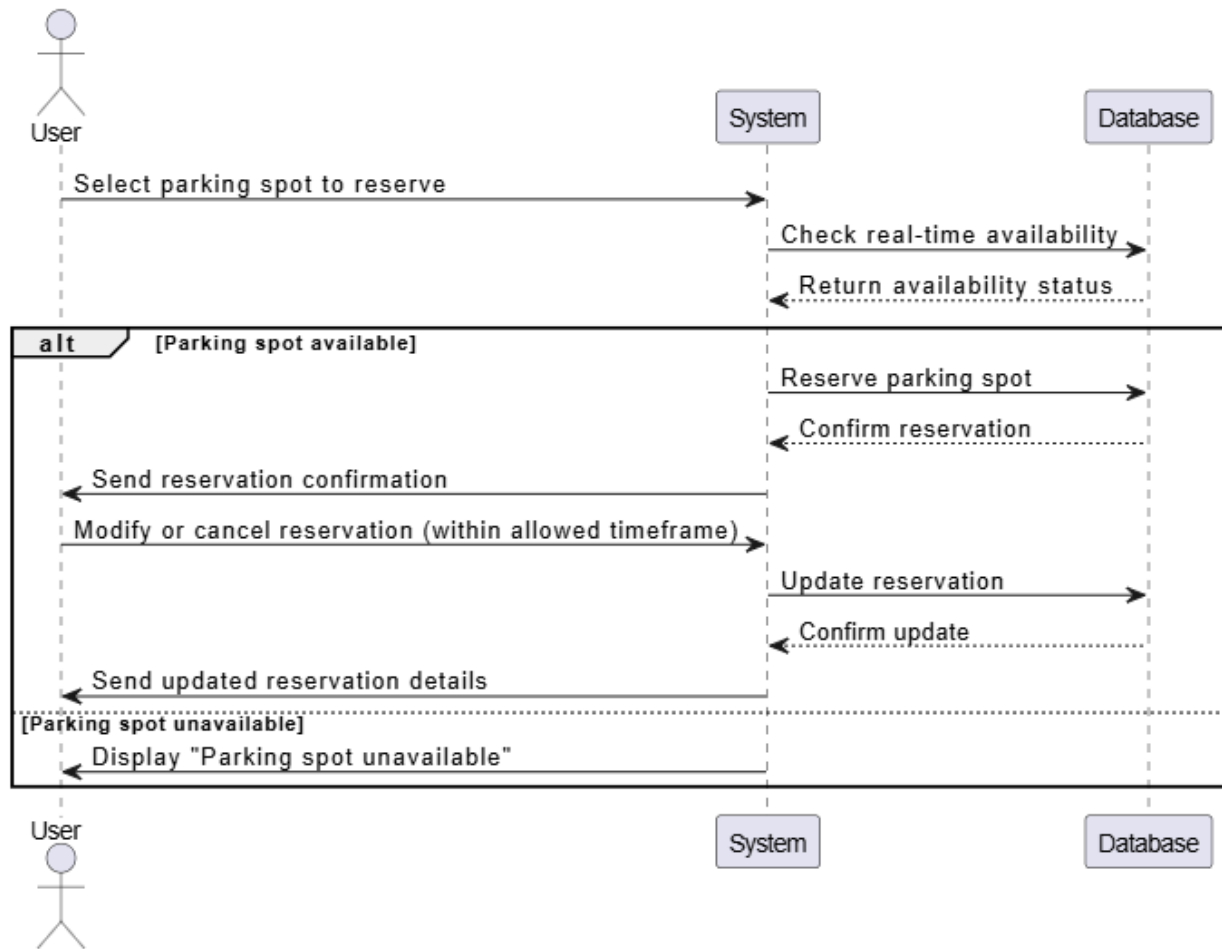 User
System
Database
Select parking spot to reserve
Check real-time availability
Return availability status
alt
[Parking spot available]
Reserve parking spot
Confirm reservation
Send reservation confirmation
Modify or cancel reservation (within allowed timeframe)
Update reservation
Confirm update
Send updated reservation details
[Parking spot unavailable]
Display "Parking spot unavailable"
User
System
Database